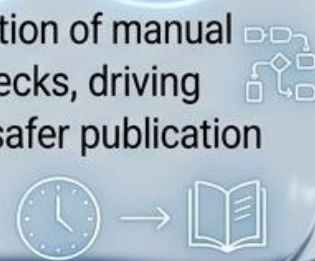 tion of manual
ecks, driving
safer publication